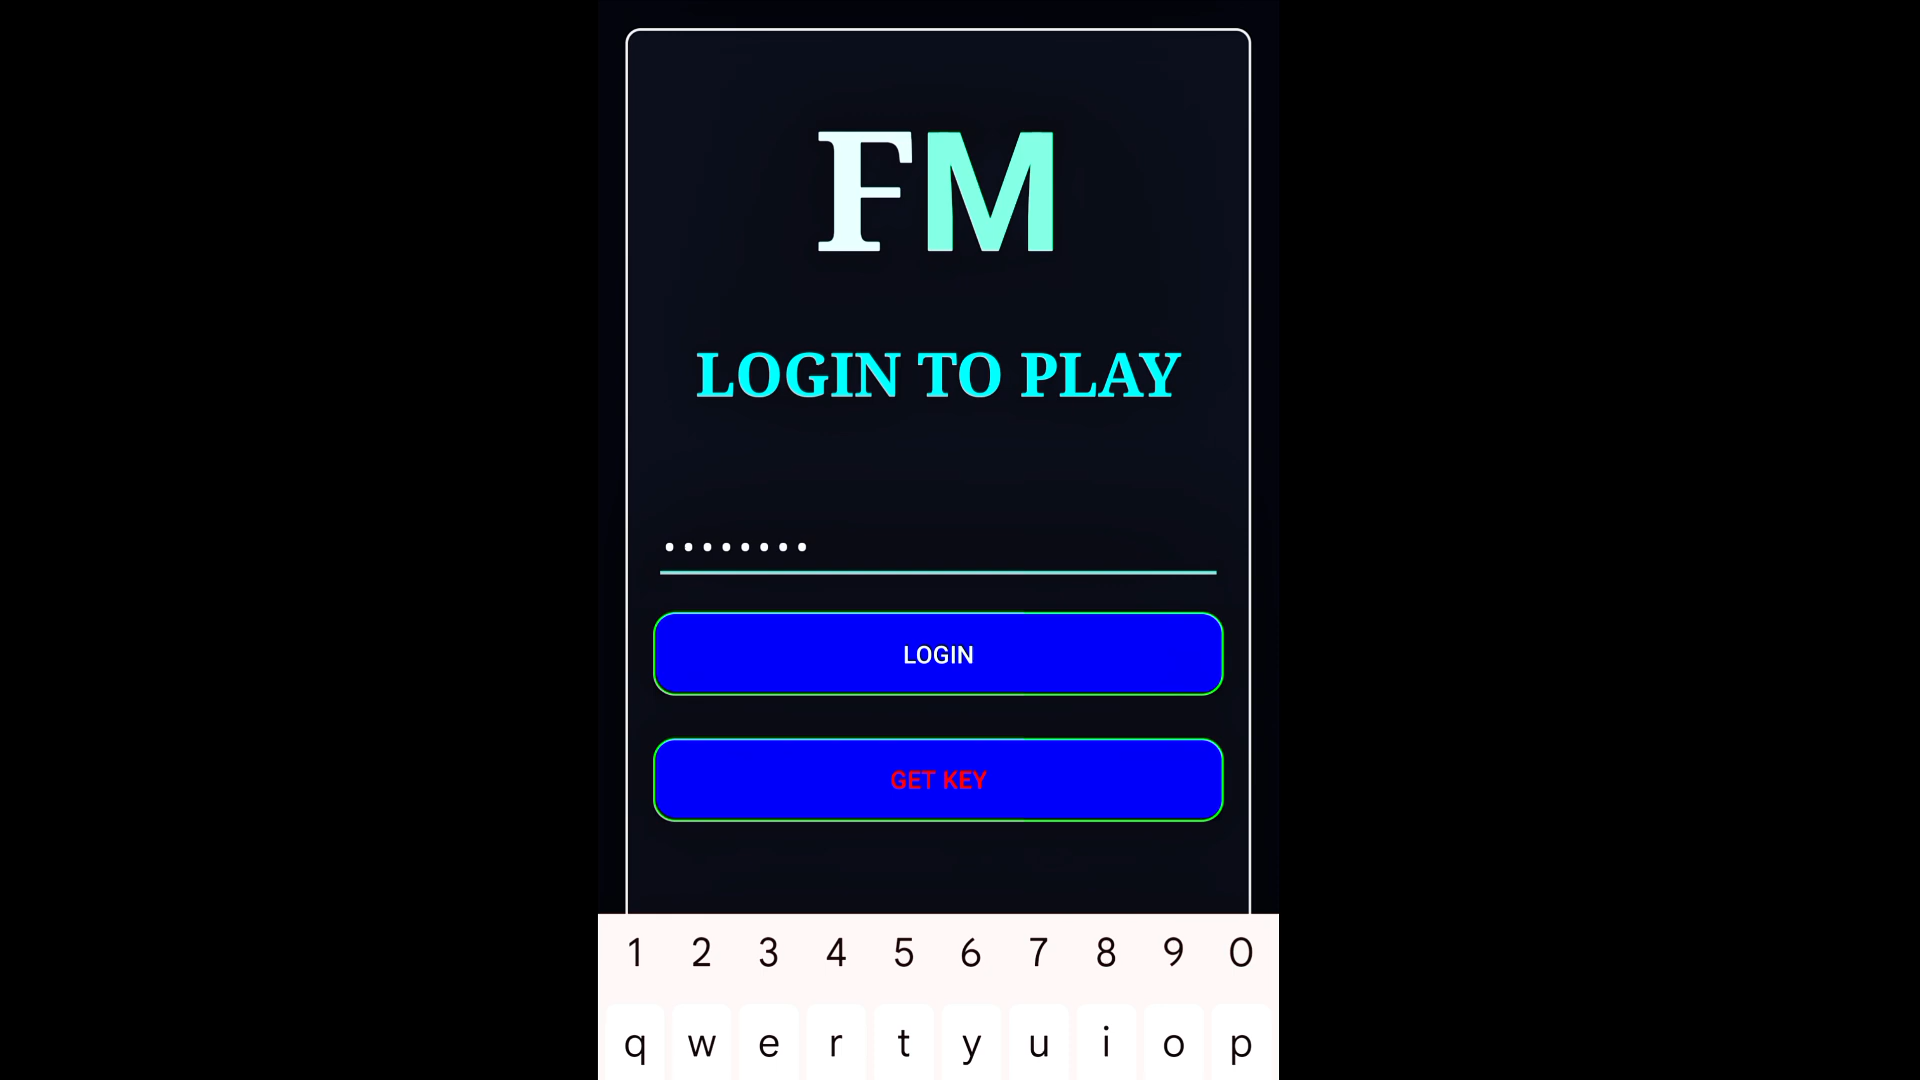 FM
LOGIN TO PLAY
••••••••
LOGIN
GET KEY
1 2 3 4 5 6 7 8 9 0
q w e r t y u i o p